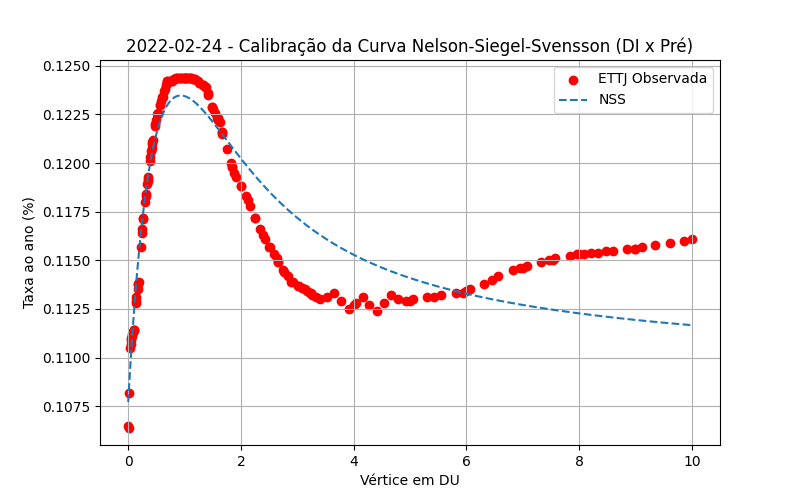 2022-02-24 - Calibração da Curva Nelson-Siegel-Svensson (DI x Pré)
0.1250
0.1225
0.1200
0.1175
0.1150
0.1125
0.1100
0.1075
Taxa ao ano (%)
ETTJ Observada
NSS
0 2 4 6 8 10
Vértice em DU